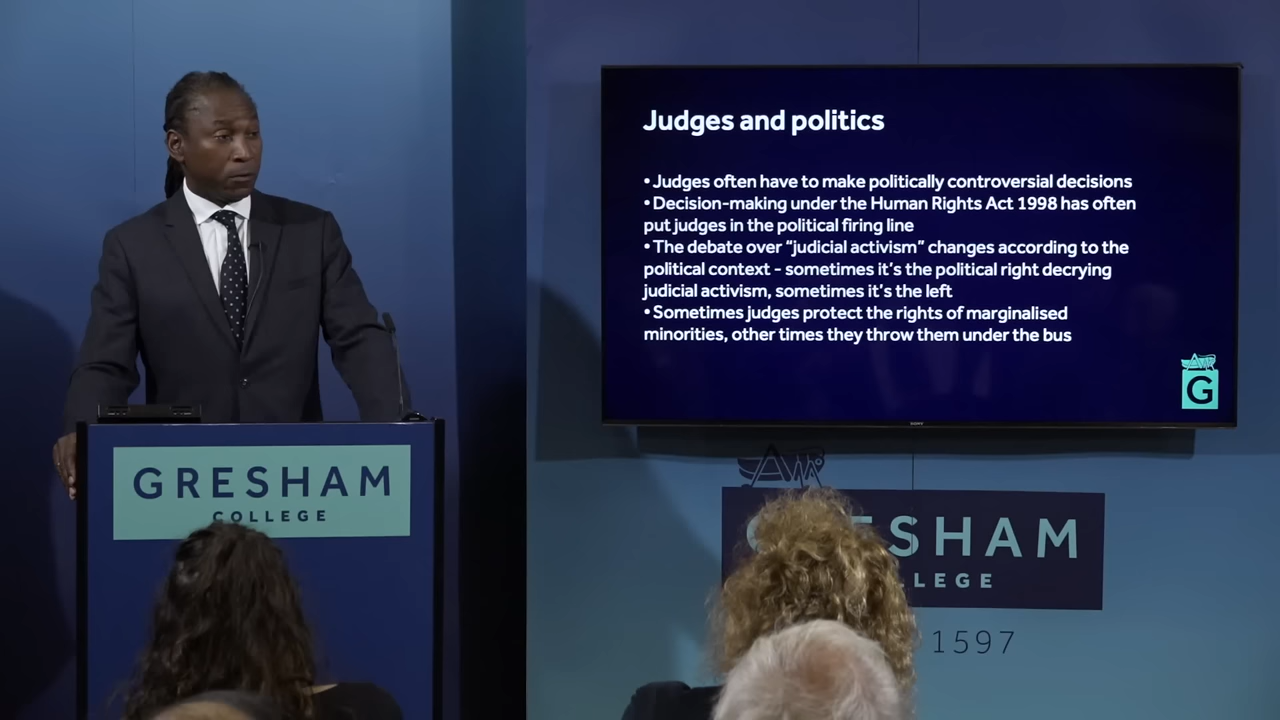 Judges and politics
•Judges often have to make politically controversial decisions
•Decision-making under the Human Rights Act 1998 has often
put judges in the political firing line
•The debate over “judicial activism” changes according to the
political context - sometimes it’s the political right decrying
judicial activism, sometimes it’s the left
•Sometimes judges protect the rights of marginalised
minorities, other times they throw them under the bus
G
SONY
GRESHAM
COLLEGE
1597